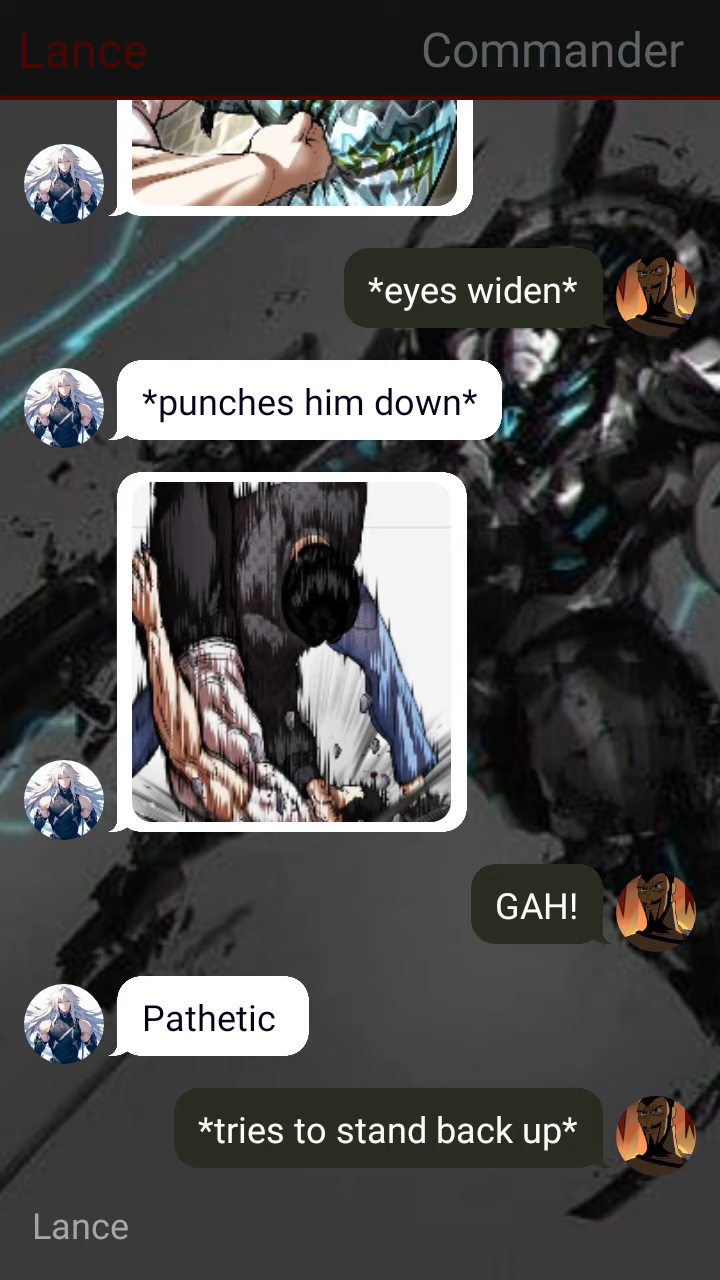 Lance
Commander
*eyes widen*
*punches him down*
GAH!
Pathetic
*tries to stand back up*
Lance